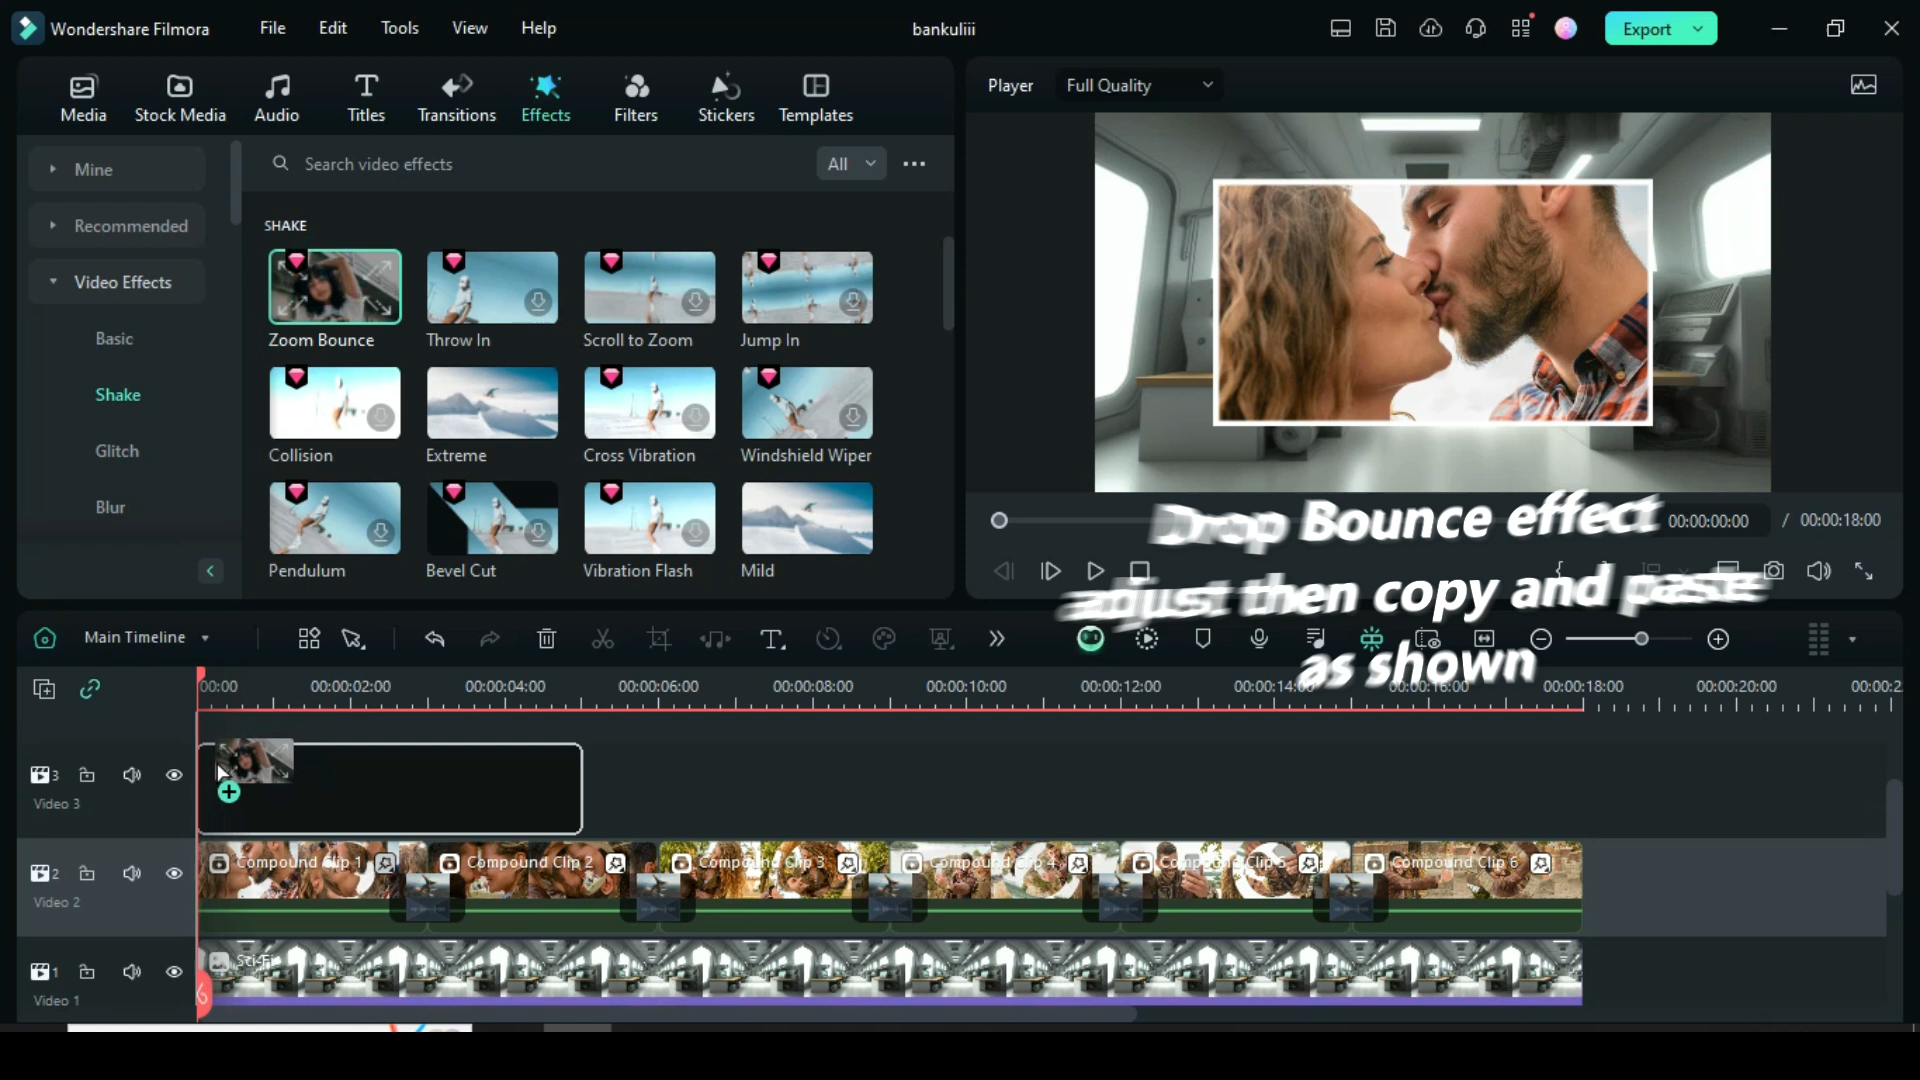 Wondershare Filmora
File
Edit
Tools
View
Help
bankuliii
Export
Media
Stock Media
Audio
Titles
Transitions
Effects
Filters
Stickers
Templates
Player
Full Quality
Mine
Recommended
Video Effects
Basic
Shake
Glitch
Blur
Search video effects
All
SHAKE
Zoom Bounce
Throw In
Scroll to Zoom
Jump In
Collision
Extreme
Cross Vibration
Windshield Wiper
Pendulum
Bevel Cut
Vibration Flash
Mild
00:00:00:00 / 00:00:18:00
Drop Bounce effect
adjust then copy and paste
as shown
Main Timeline
00:00
00:00:02:00
00:00:04:00
00:00:06:00
00:00:08:00
00:00:10:00
00:00:12:00
00:00:14:00
00:00:16:00
00:00:18:00
00:00:20:00
00:00:2
3
Video 3
2
Video 2
Compound Clip 1
Compound Clip 2
Compound Clip 3
Compound Clip 4
Compound Clip 5
Compound Clip 6
1
Video 1
Sci-Fi